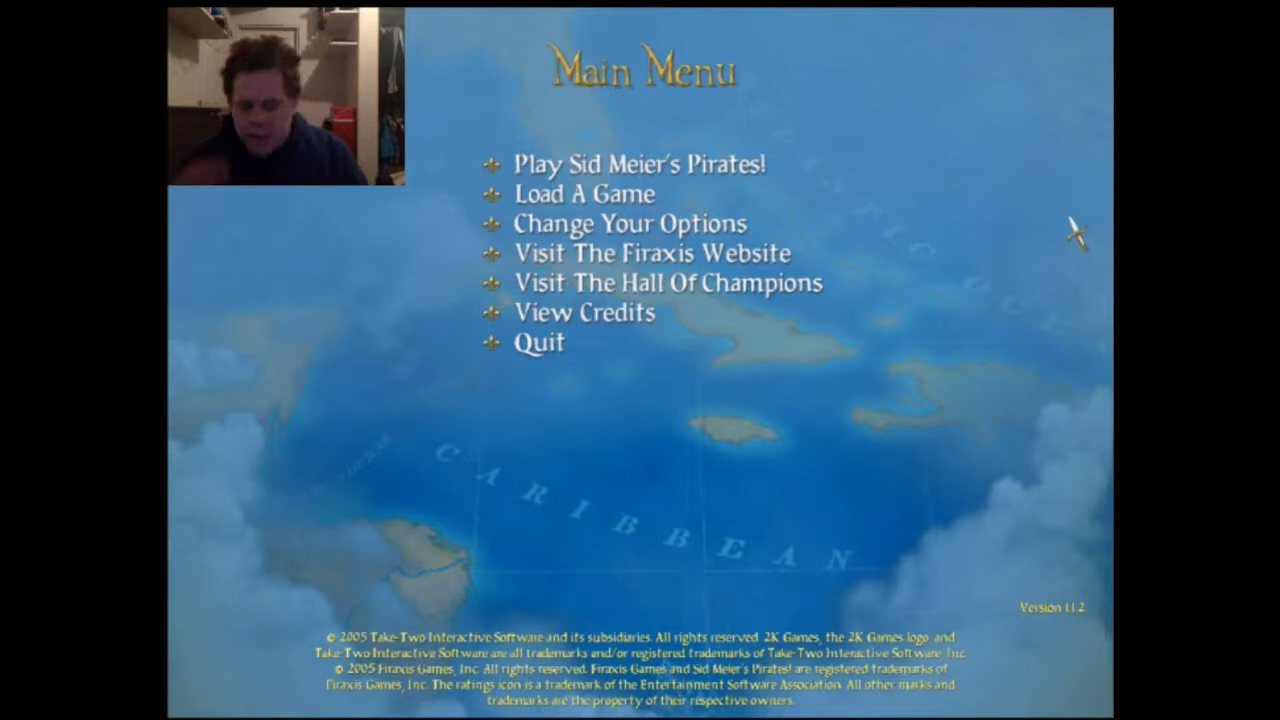 Main Menu
Play Sid Meier's Pirates!
Load A Game
Change Your Options
Visit The Firaxis Website
Visit The Hall Of Champions
View Credits
Quit
CARIBBEAN
Version 1.1.2
© 2005 Take-Two Interactive Software and its subsidiaries. All rights reserved. 2K Games, the 2K Games logo, and
Take-Two Interactive Software are all trademarks and/or registered trademarks of Take-Two Interactive Software, Inc.
© 2005 Firaxis Games, Inc. All rights reserved. Firaxis Games and Sid Meier's Pirates! are registered trademarks of
Firaxis Games, Inc. The ratings icon is a trademark of the Entertainment Software Association. All other marks and
trademarks are the property of their respective owners.